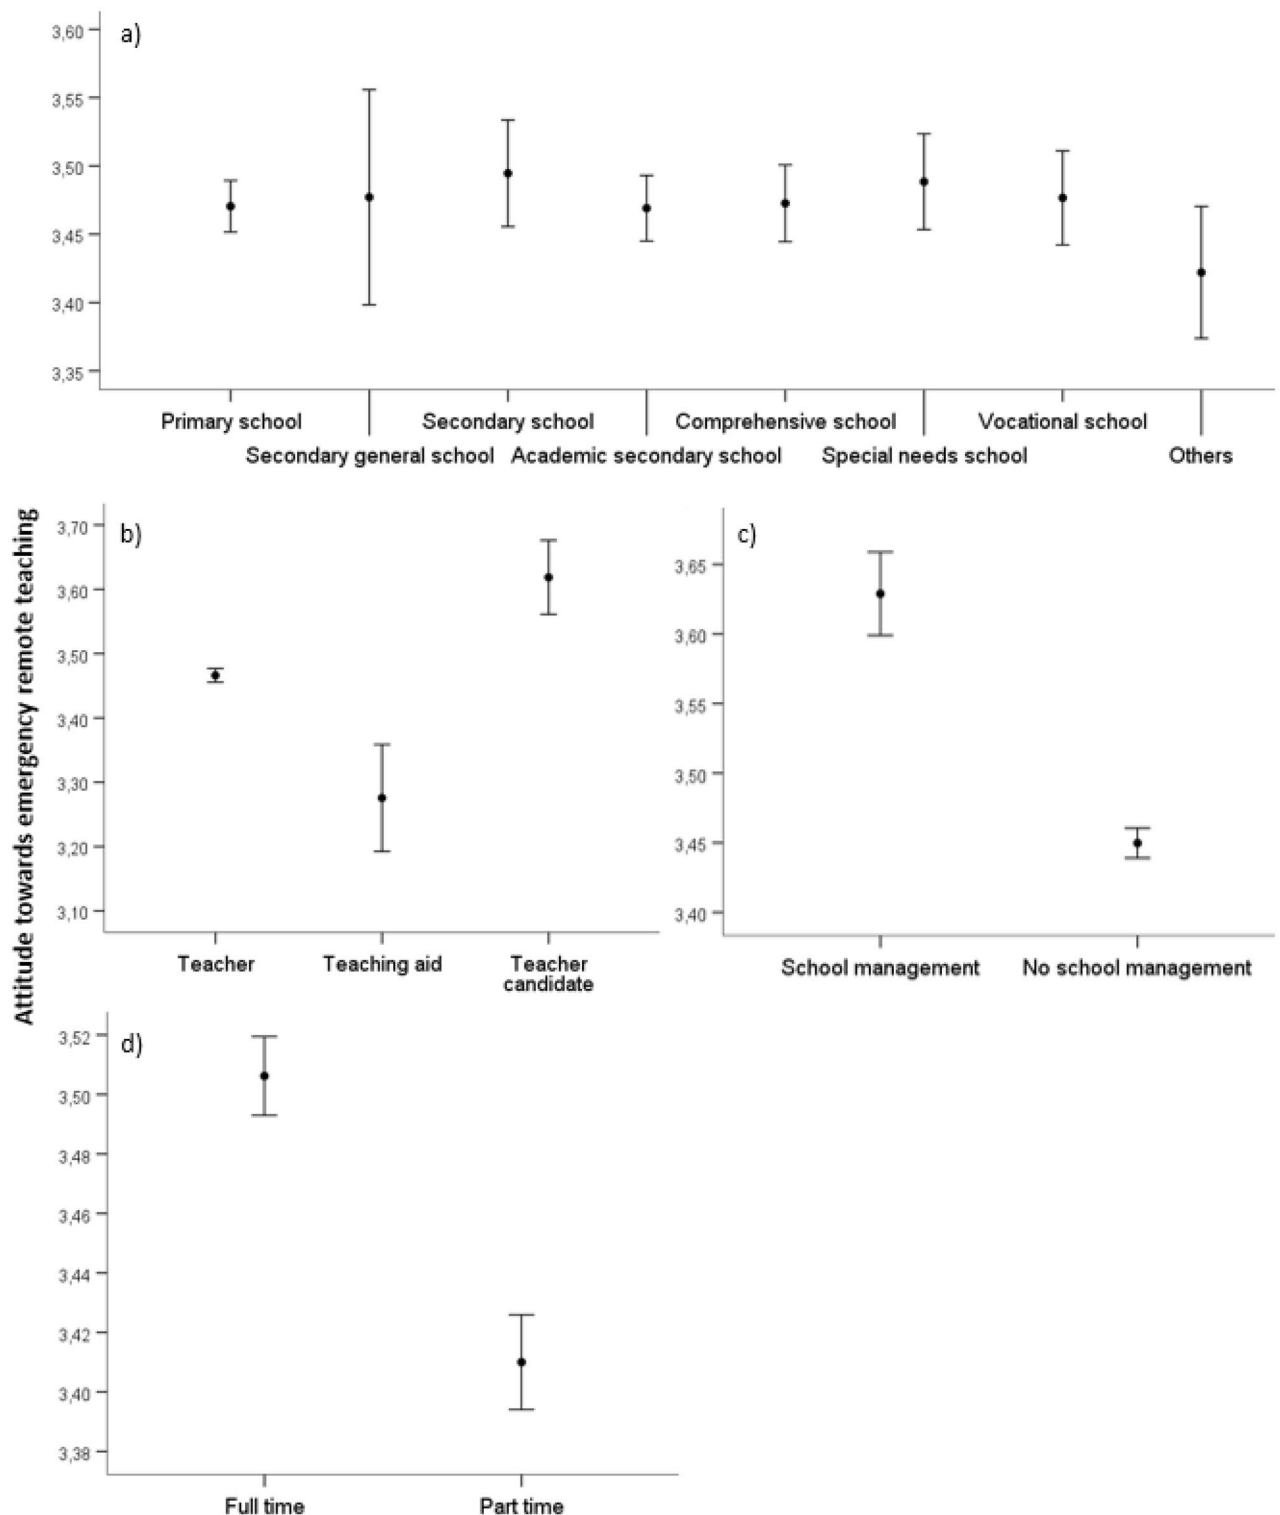 a)
3,60
3,55
3,50
3,45
3,40
3,35
Primary school
Secondary school
Comprehensive school
Vocational school
Secondary general school
Academic secondary school
Special needs school
Others
Attitude towards emergency remote teaching
b)
3,70
3,60
3,50
3,40
3,30
3,20
3,10
Teacher
Teaching aid
Teacher
candidate
c)
3,65
3,60
3,55
3,50
3,45
3,40
School management
No school management
d)
3,52
3,50
3,48
3,46
3,44
3,42
3,40
3,38
Full time
Part time